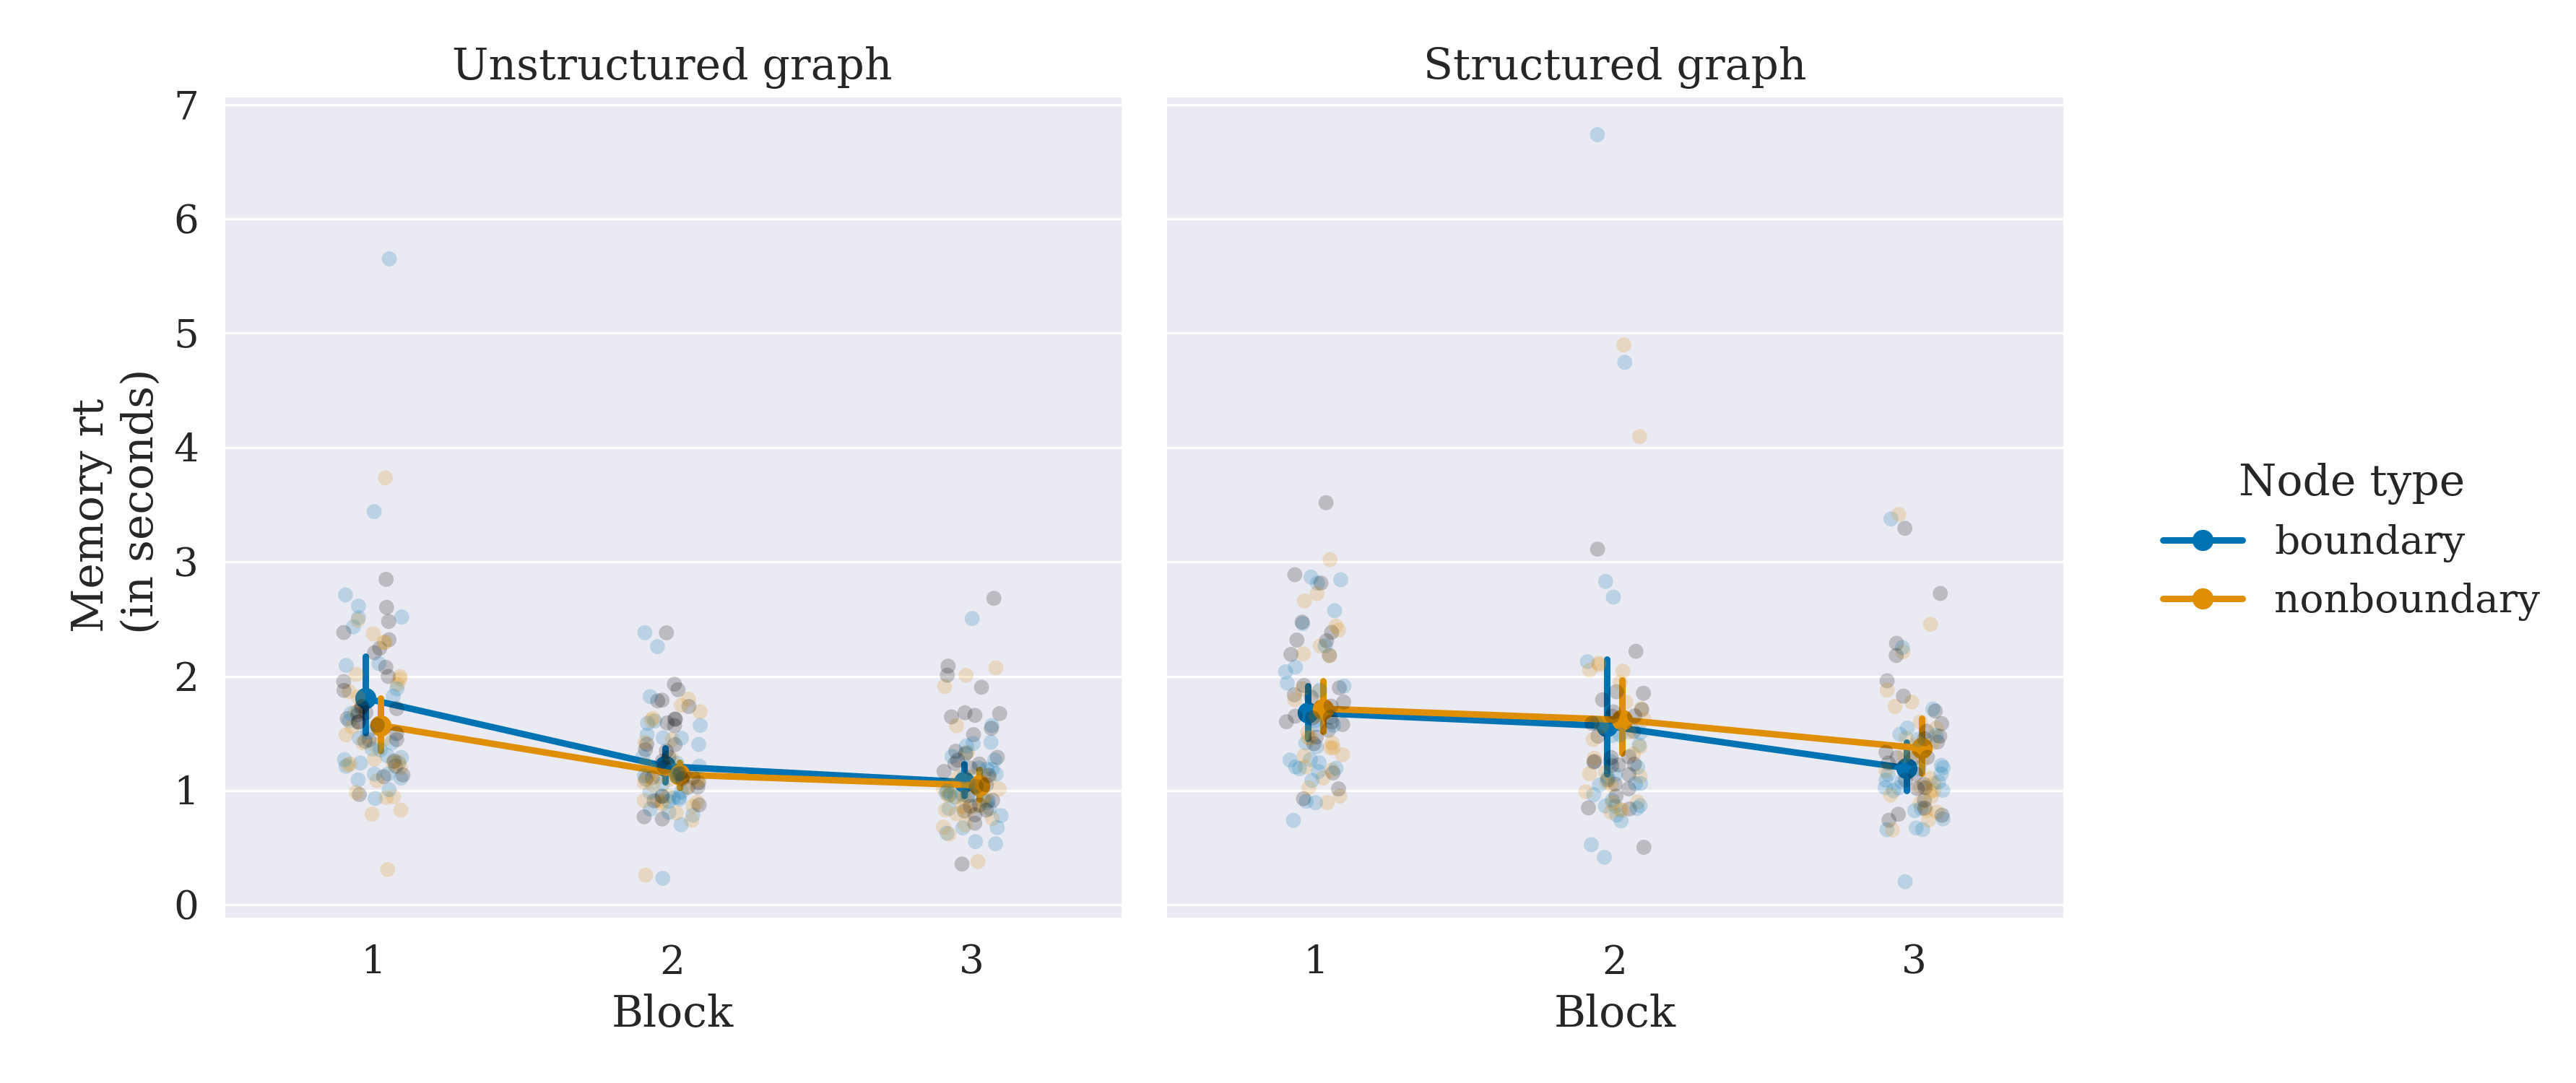 Unstructured graph
Structured graph
7
6
5
4
3
2
1
0
Memory rt
(in seconds)
1
2
3
Block
1
2
3
Block
Node type
boundary
nonboundary